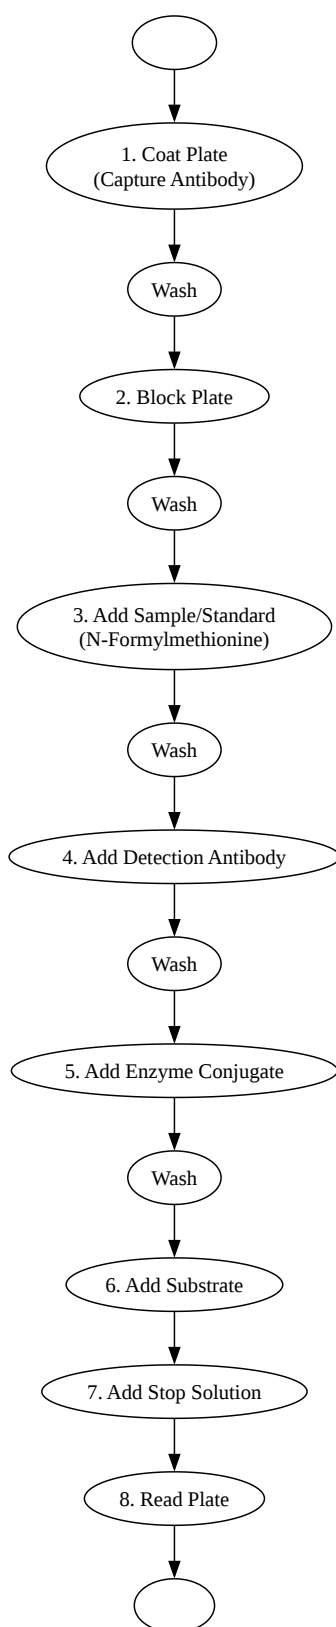 1. Coat Plate
(Capture Antibody)
Wash
2. Block Plate
Wash
3. Add Sample/Standard
(N-Formylmethionine)
Wash
4. Add Detection Antibody
Wash
5. Add Enzyme Conjugate
Wash
6. Add Substrate
7. Add Stop Solution
8. Read Plate